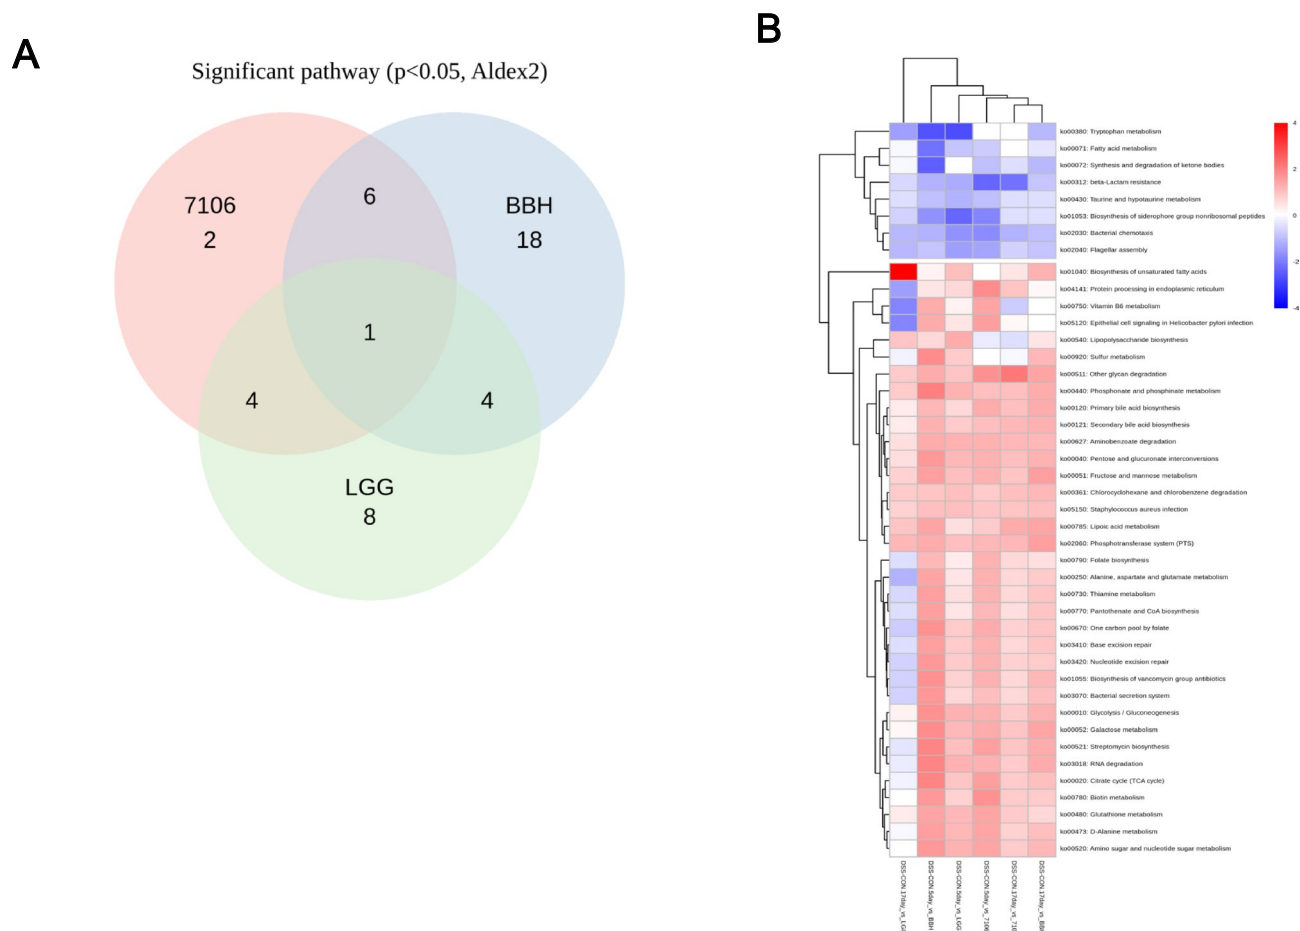 A
B
Significant pathway (p<0.05, Aldex2)
7106
2
6
BBH
18
1
4
4
LGG
8
4
2
0
-2
-4
ko00380: Tryptophan metabolism
ko00071: Fatty acid metabolism
ko00072: Synthesis and degradation of ketone bodies
ko00312: beta-Lactam resistance
ko00430: Taurine and hypotaurine metabolism
ko01053: Biosynthesis of siderophore group nonribosomal peptides
ko02030: Bacterial chemotaxis
ko02040: Flagellar assembly
ko01040: Biosynthesis of unsaturated fatty acids
ko04141: Protein processing in endoplasmic reticulum
ko00750: Vitamin B6 metabolism
ko05120: Epithelial cell signaling in Helicobacter pylori infection
ko00540: Lipopolysaccharide biosynthesis
ko00920: Sulfur metabolism
ko00511: Other glycan degradation
ko00440: Phosphonate and phosphinate metabolism
ko00120: Primary bile acid biosynthesis
ko00121: Secondary bile acid biosynthesis
ko00627: Aminobenzoate degradation
ko00040: Pentose and glucuronate interconversions
ko00051: Fructose and mannose metabolism
ko00361: Chlorocyclohexane and chlorobenzene degradation
ko05150: Staphylococcus aureus infection
ko00785: Lipoic acid metabolism
ko02060: Phosphotransferase system (PTS)
ko00790: Folate biosynthesis
ko00250: Alanine, aspartate and glutamate metabolism
ko00730: Thiamine metabolism
ko00770: Pantothenate and CoA biosynthesis
ko00670: One carbon pool by folate
ko03410: Base excision repair
ko03420: Nucleotide excision repair
ko01055: Biosynthesis of vancomycin group antibiotics
ko03070: Bacterial secretion system
ko00010: Glycolysis / Gluconeogenesis
ko00052: Galactose metabolism
ko00521: Streptomycin biosynthesis
ko03018: RNA degradation
ko00020: Citrate cycle (TCA cycle)
ko00780: Biotin metabolism
ko00480: Glutathione metabolism
ko00473: D-Alanine metabolism
ko00520: Amino sugar and nucleotide sugar metabolism
DSS-CON.17day_vs_LG
DSS-CON.5day_vs_BBH
DSS-CON.5day_vs_LGG
DSS-CON.5day_vs_7106
DSS-CON.17day_vs_710
DSS-CON.17day_vs_BB